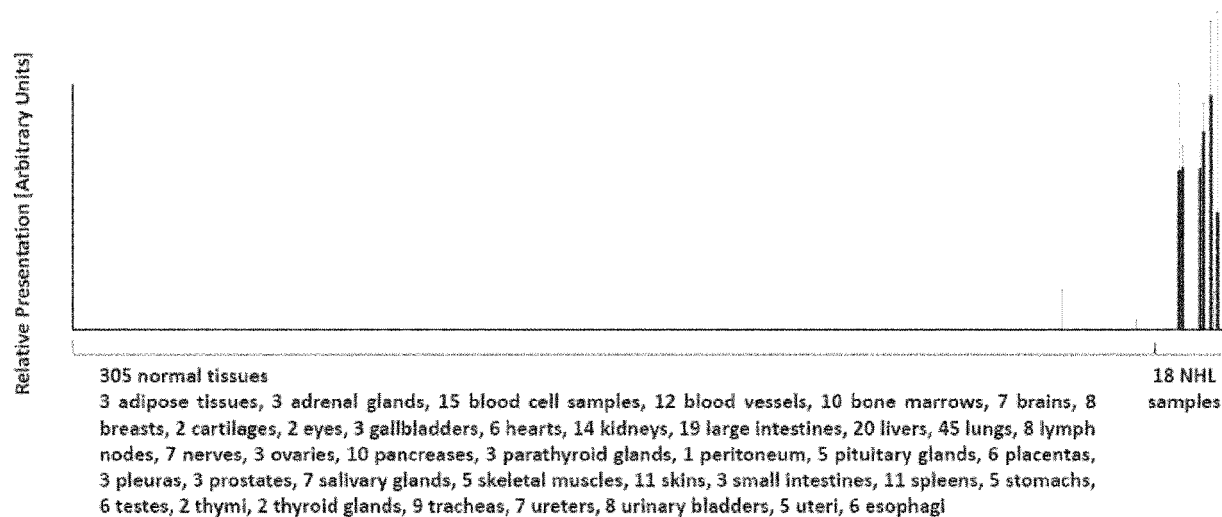 Relative Presentation [Arbitrary Units]
305 normal tissues
18 NHL
samples
3 adipose tissues, 3 adrenal glands, 15 blood cell samples, 12 blood vessels, 10 bone marrows, 7 brains, 8
breasts, 2 cartilages, 2 eyes, 3 gallbladders, 6 hearts, 14 kidneys, 19 large intestines, 20 livers, 45 lungs, 8 lymph
nodes, 7 nerves, 3 ovaries, 10 pancreases, 3 parathyroid glands, 1 peritoneum, 5 pituitary glands, 6 placentas,
3 pleuras, 3 prostates, 7 salivary glands, 5 skeletal muscles, 11 skins, 3 small intestines, 11 spleens, 5 stomachs,
6 testes, 2 thymi, 2 thyroid glands, 9 tracheas, 7 ureters, 8 urinary bladders, 5 uteri, 6 esophagi